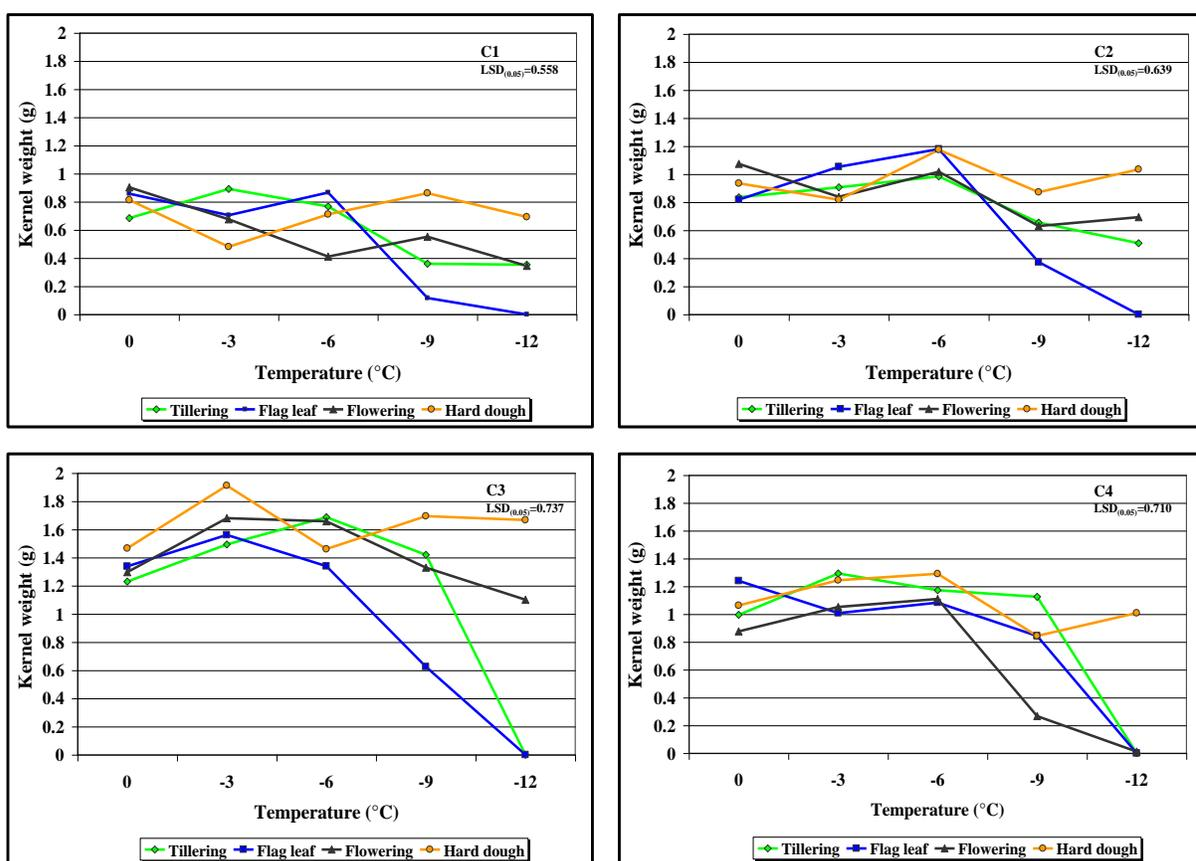 C1
LSD(0.05)=0.558
Kernel weight (g)
2
1.8
1.6
1.4
1.2
1
0.8
0.6
0.4
0.2
0
0 -3 -6 -9 -12
Temperature (°C)
Tillering Flag leaf Flowering Hard dough
C2
LSD(0.05)=0.639
Kernel weight (g)
2
1.8
1.6
1.4
1.2
1
0.8
0.6
0.4
0.2
0
0 -3 -6 -9 -12
Temperature (°C)
Tillering Flag leaf Flowering Hard dough
C3
LSD(0.05)=0.737
Kernel weight (g)
2
1.8
1.6
1.4
1.2
1
0.8
0.6
0.4
0.2
0
0 -3 -6 -9 -12
Temperature (°C)
Tillering Flag leaf Flowering Hard dough
C4
LSD(0.05)=0.710
Kernel weight (g)
2
1.8
1.6
1.4
1.2
1
0.8
0.6
0.4
0.2
0
0 -3 -6 -9 -12
Temperature (°C)
Tillering Flag leaf Flowering Hard dough